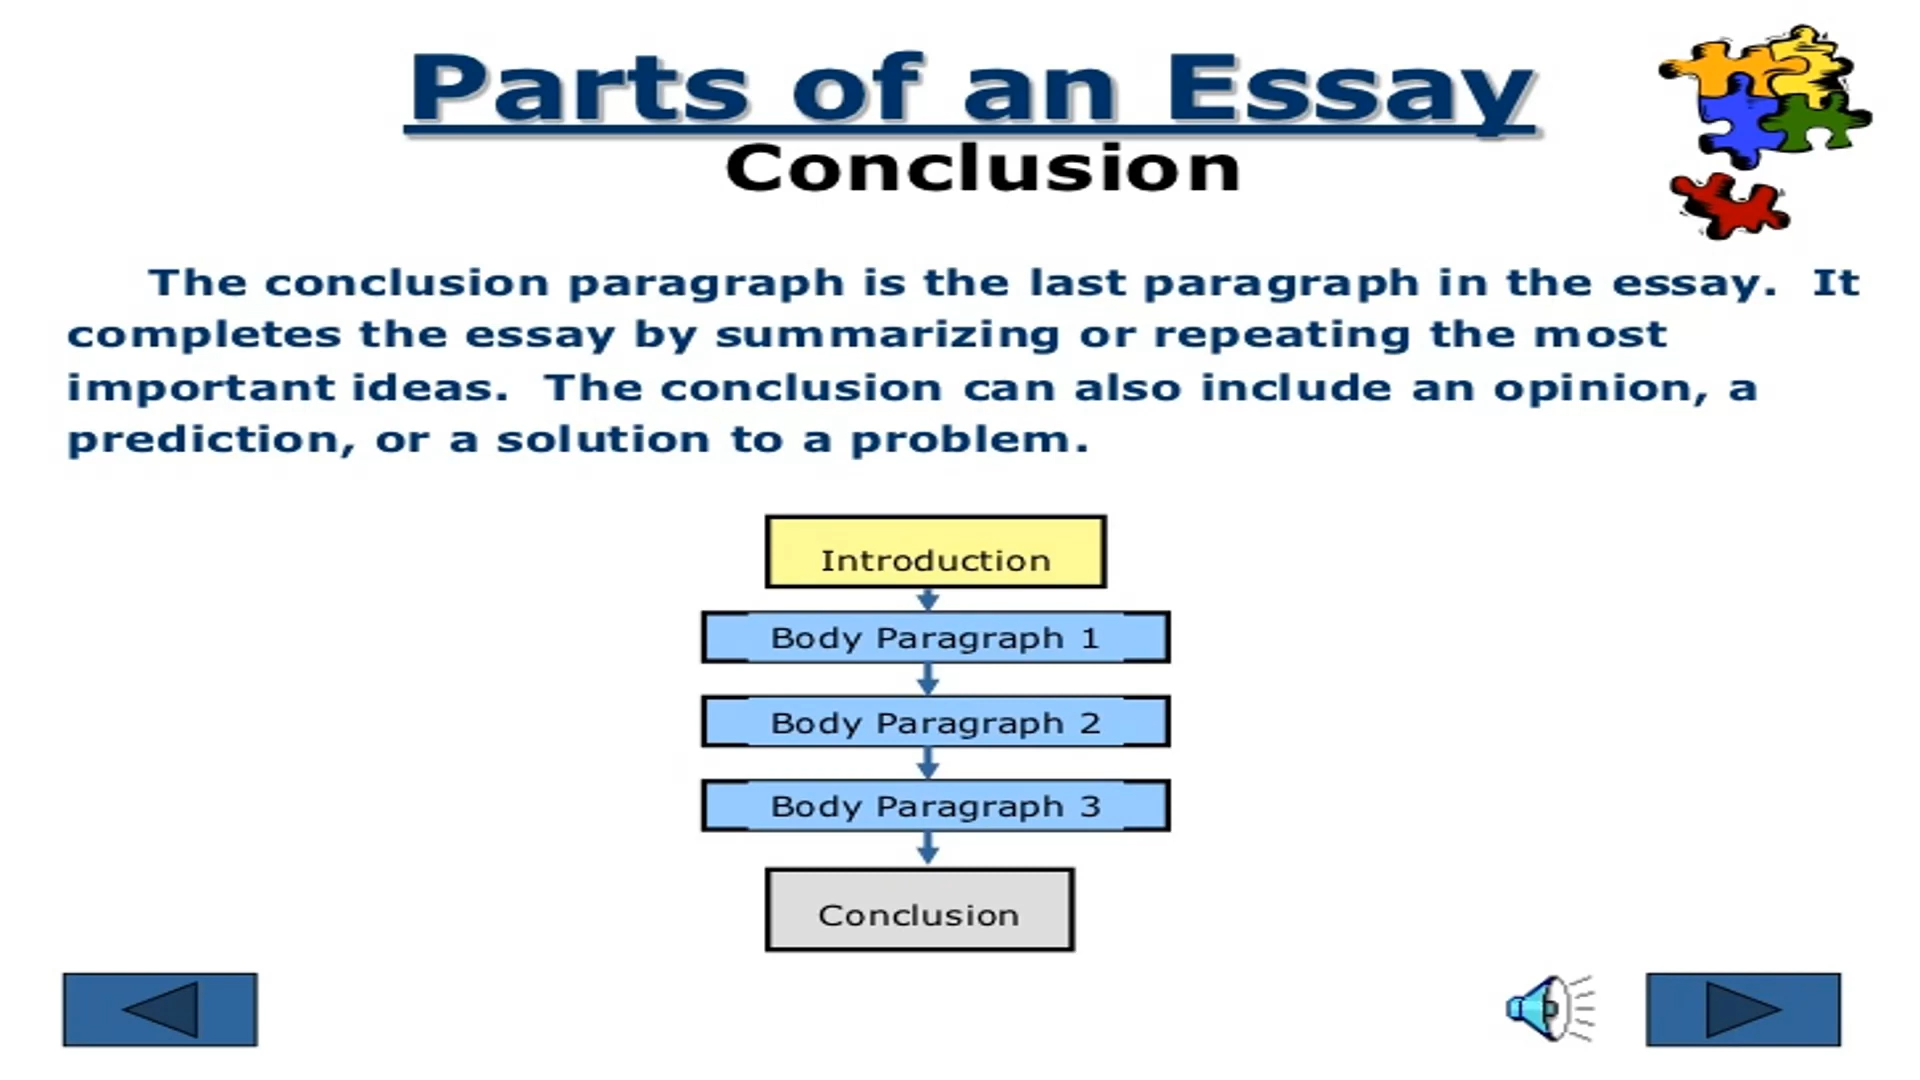 Parts of an Essay
Conclusion
The conclusion paragraph is the last paragraph in the essay.  It
completes the essay by summarizing or repeating the most
important ideas.  The conclusion can also include an opinion, a
prediction, or a solution to a problem.
Introduction
Body Paragraph 1
Body Paragraph 2
Body Paragraph 3
Conclusion